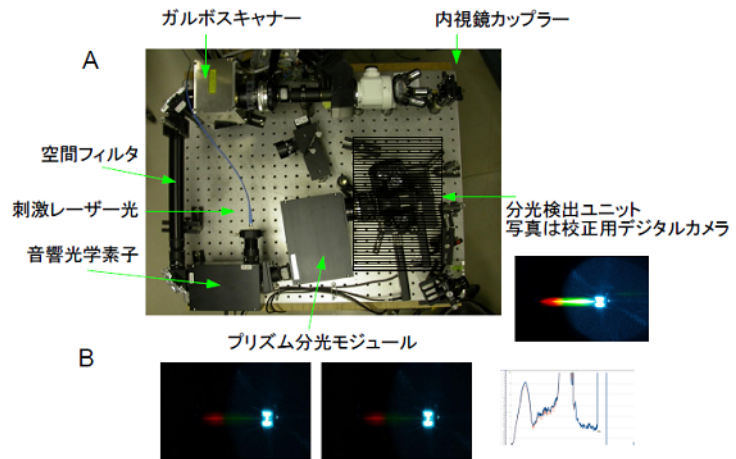 ガルボスキャナー
内視鏡カップラー
A
空間フィルタ
刺激レーザー光
音響光学素子
分光検出ユニット
写真は校正用デジタルカメラ
プリズム分光モジュール
B